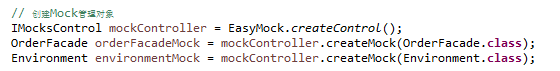 // 创建Mock管理对象
IMocksControl mockController = EasyMock.createControl();
OrderFacade orderFacadeMock = mockController.createMock(OrderFacade.class);
Environment environmentMock = mockController.createMock(Environment.class);